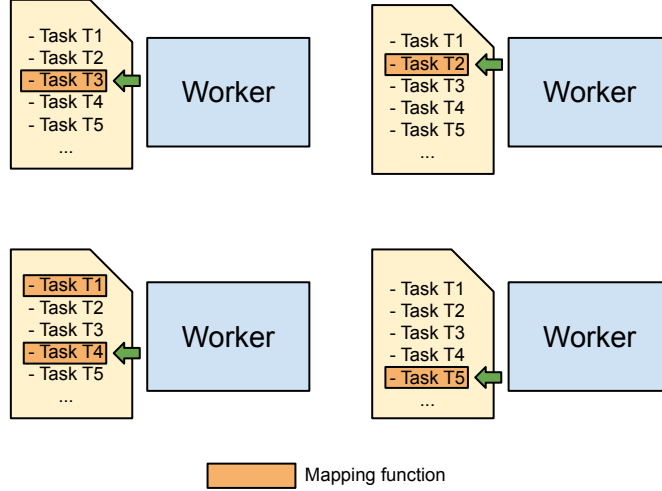 - Task T1
- Task T2
- Task T3
- Task T4
- Task T5
...
Worker
- Task T1
- Task T2
- Task T3
- Task T4
- Task T5
...
Worker
- Task T1
- Task T2
- Task T3
- Task T4
- Task T5
...
Worker
- Task T1
- Task T2
- Task T3
- Task T4
- Task T5
...
Worker
Mapping function